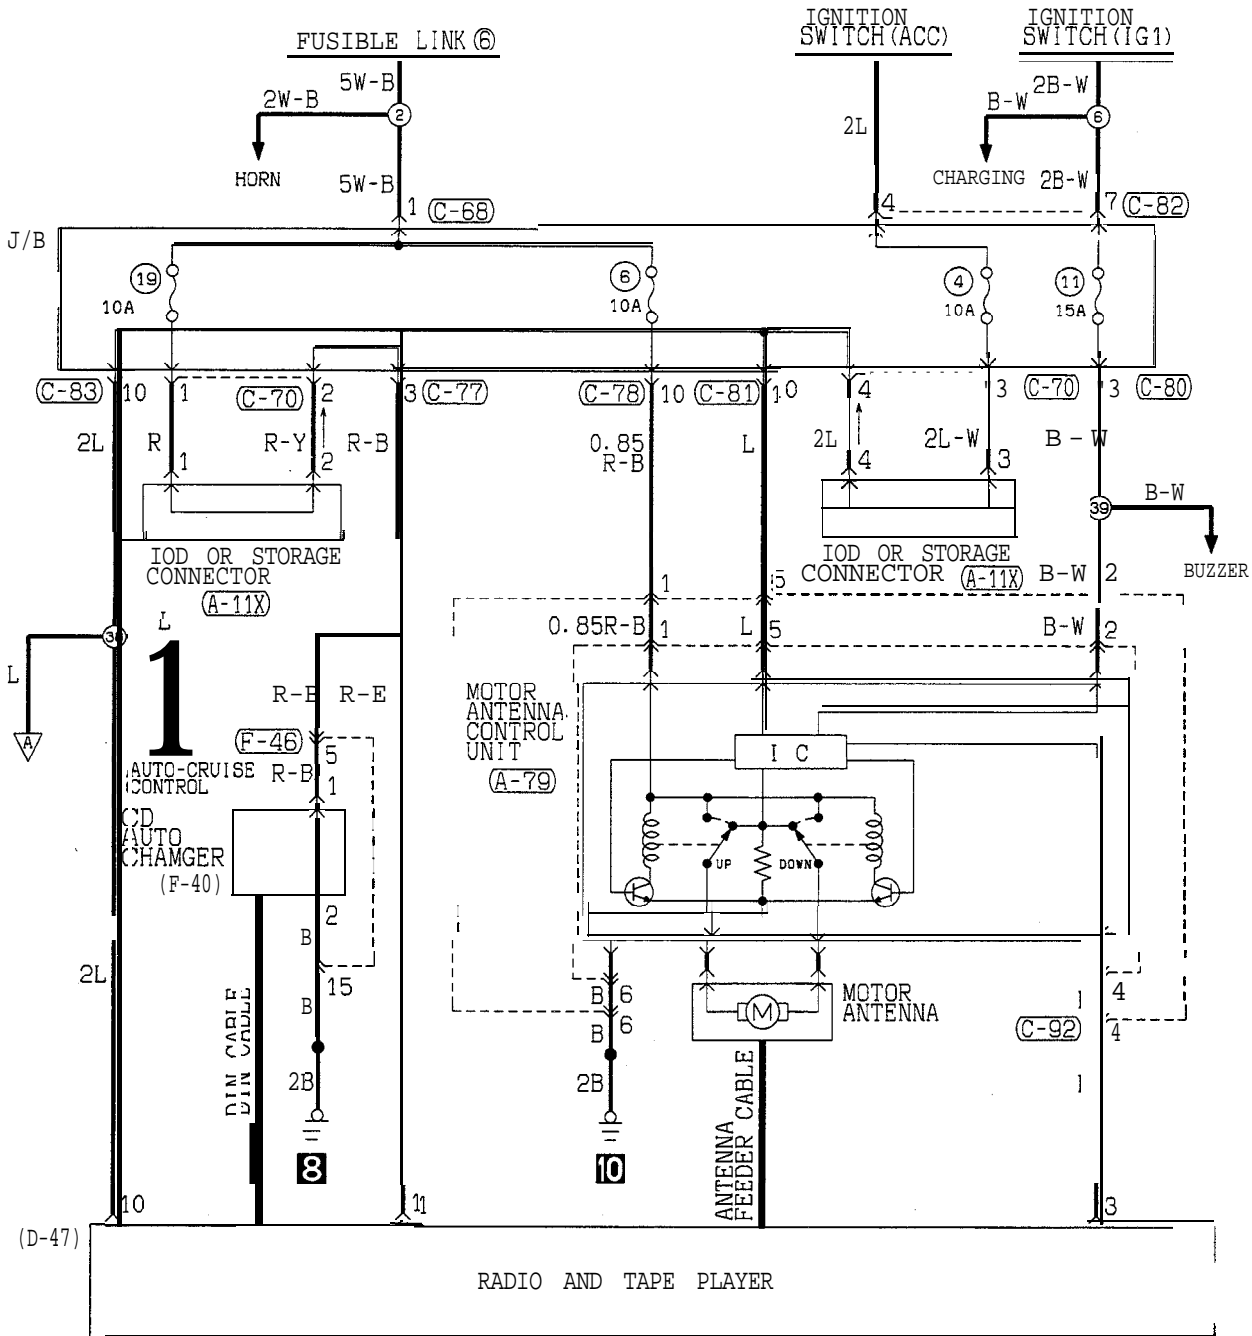 IGNITION
SWITCH(ACC)
IGNITION
SWITCH(IG1)
FUSIBLE LINK⑥
5W-B
2W-B
2
HORN
5W-B
1
C-68
2L
2B-W
B-W
6
CHARGING
2B-W
4
7
C-82
J/B
19
10A
6
10A
4
10A
11
15A
C-83
10
1
C-70
2
3
C-77
C-78
10
C-81
10
4
3
C-70
3
C-80
2L
R
R-Y
R-B
0.85
R-B
L
2L
2L-W
B-W
1
2
4
3
39
B-W
BUZZER
IOD OR STORAGE
CONNECTOR
A-11X
IOD OR STORAGE
CONNECTOR
A-11X
B-W
2
1
5
L
0.85R-B
1
L
5
B-W
2
L
A
1
R-E
F-46
5
R-B
1
AUTO-CRUISE
CONTROL
CD
AUTO
CHAMGER
(F-40)
MOTOR
ANTENNA
CONTROL
UNIT
A-79
I C
UP
DOWN
2
B
15
B
2B
8
2L
DIN CABLE
DIN CABLE
B
6
B
6
2B
10
M
MOTOR
ANTENNA
ANTENNA
FEEDER CABLE
1
4
C-92
4
1
10
11
3
(D-47)
RADIO AND TAPE PLAYER